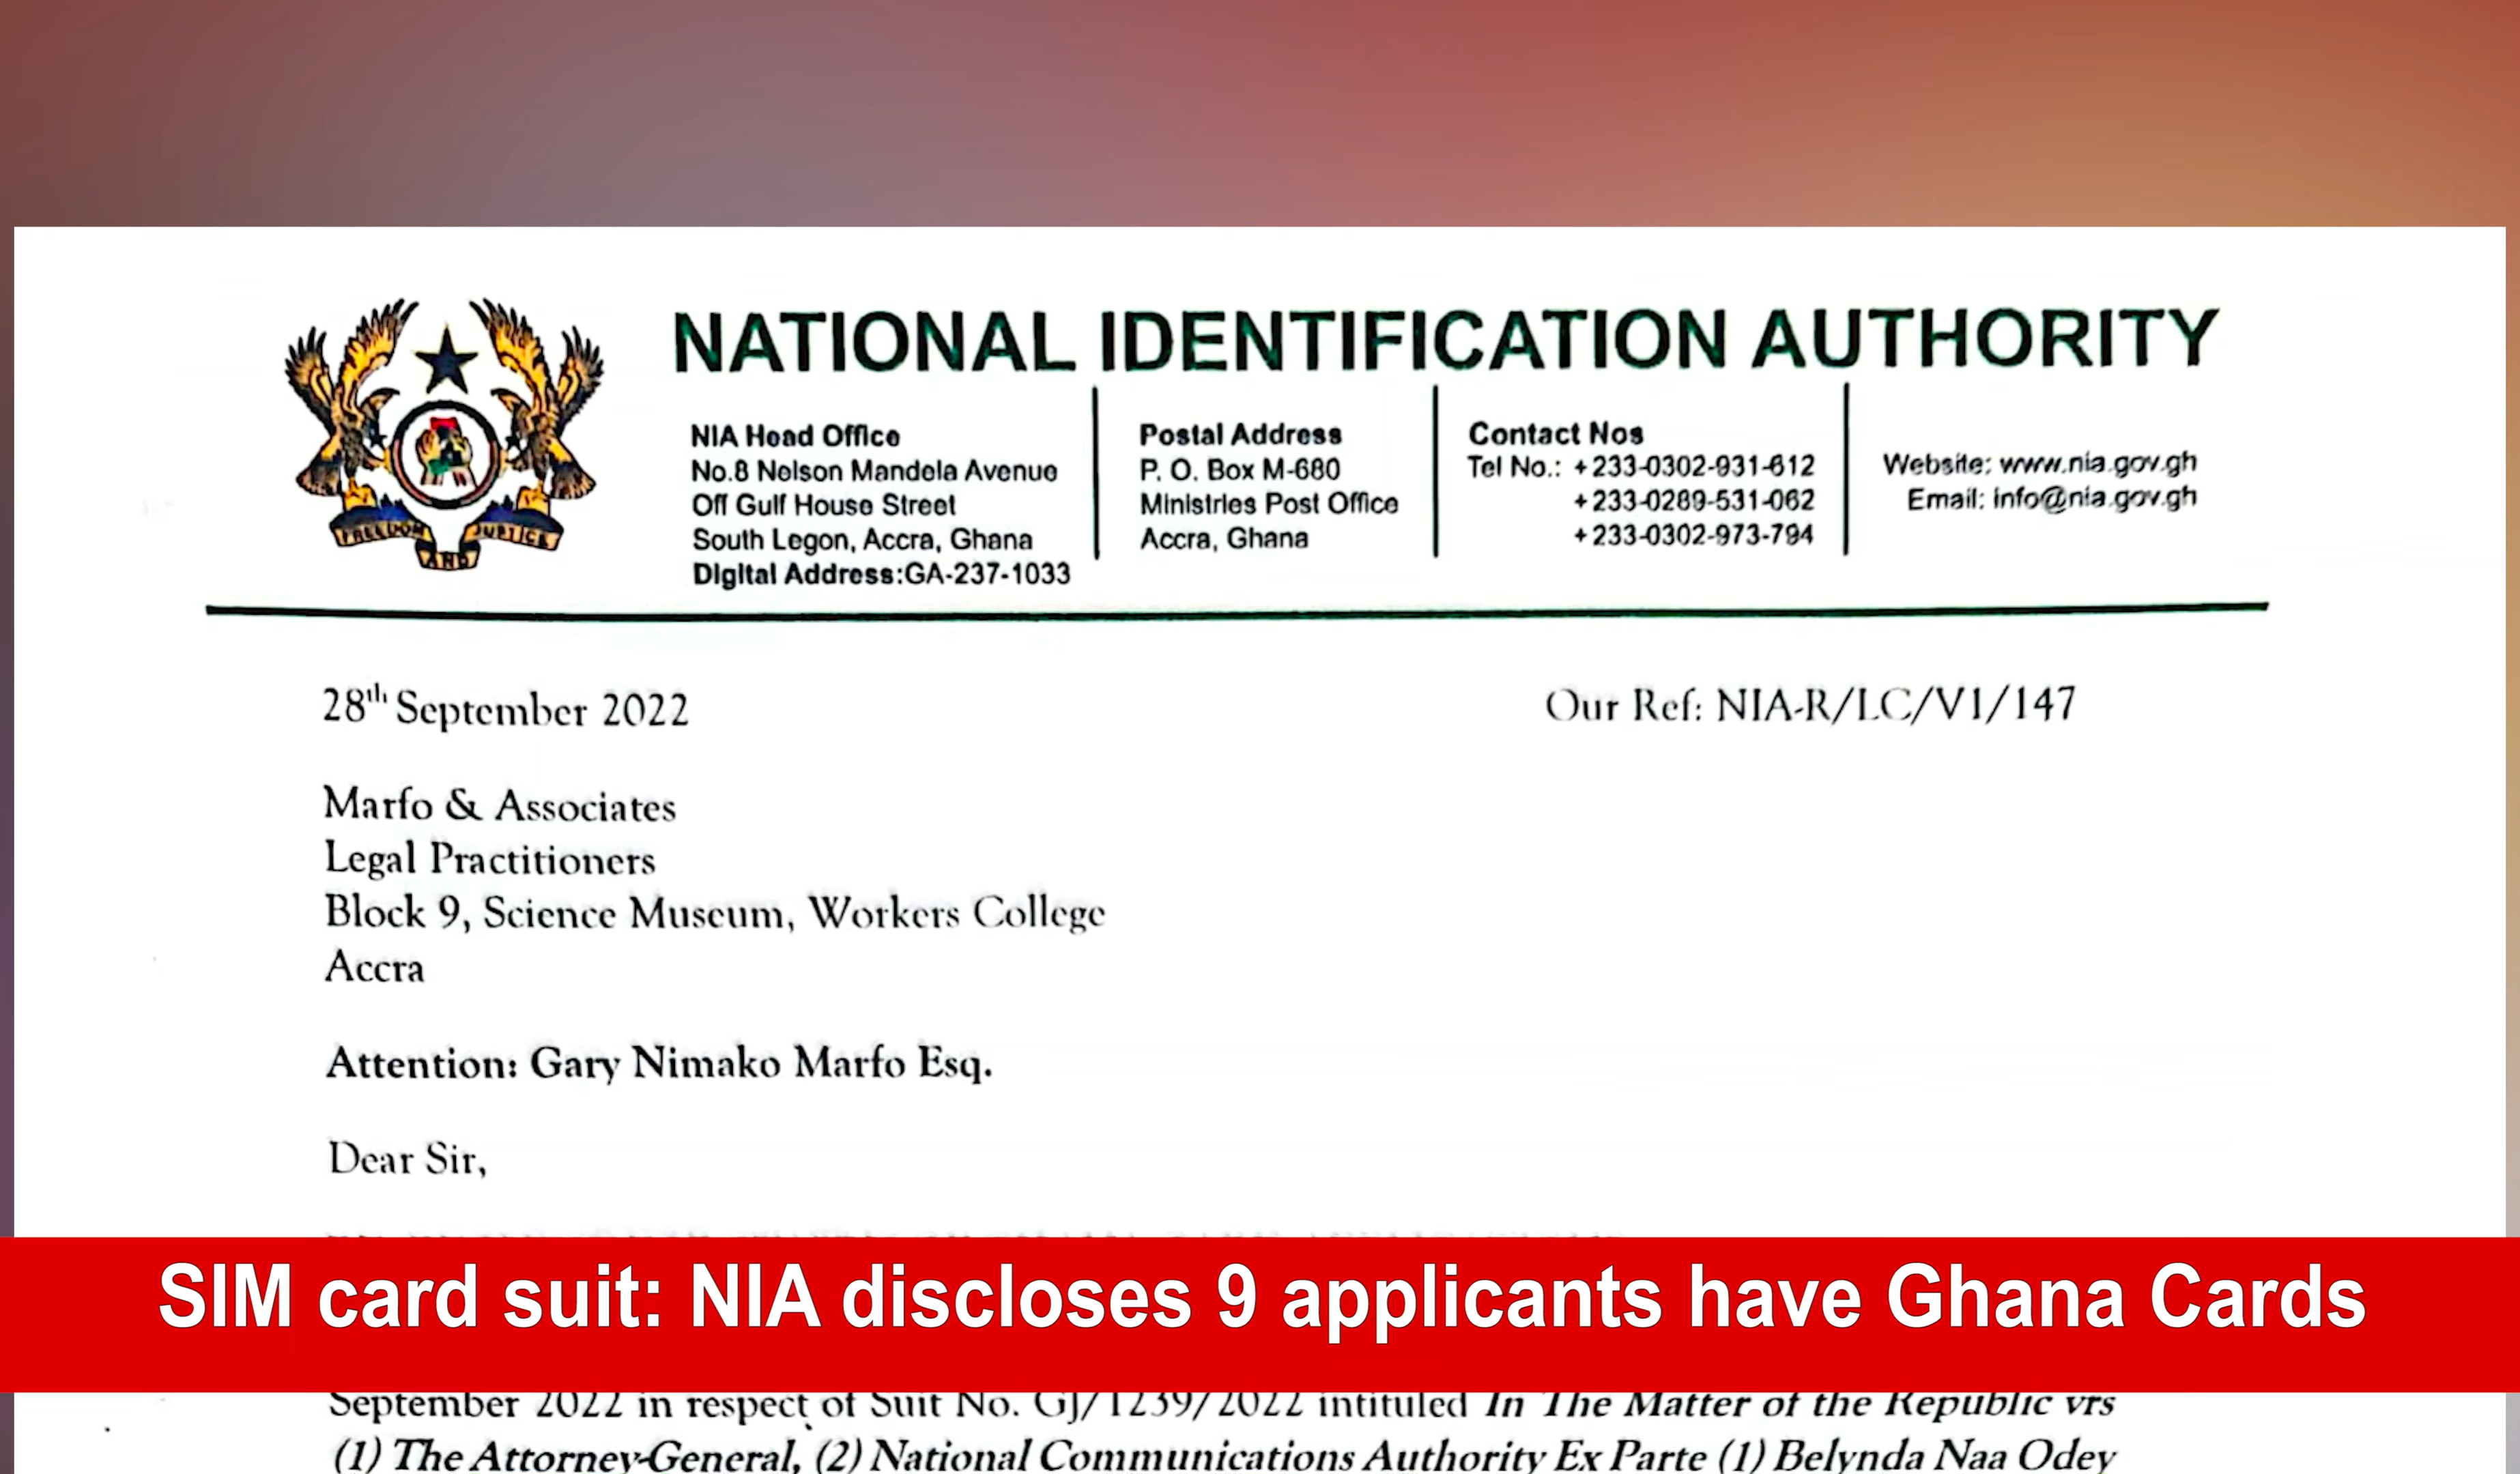 NATIONAL IDENTIFICATION AUTHORITY
NIA Head Office
No.8 Nelson Mandela Avenue
Off Gulf House Street
South Legon, Accra, Ghana
Digital Address:GA-237-1033
Postal Address
P. O. Box M-680
Ministries Post Office
Accra, Ghana
Contact Nos
Tel No.: +233-0302-931-612
+233-0289-531-062
+233-0302-973-794
Website: www.nia.gov.gh
Email: info@nia.gov.gh
FREEDOM AND JUSTICE
28th September 2022
Our Ref: NIA-R/LC/V1/147
Marfo & Associates
Legal Practitioners
Block 9, Science Museum, Workers College
Accra
Attention: Gary Nimako Marfo Esq.
Dear Sir,
SIM card suit: NIA discloses 9 applicants have Ghana Cards
September 2022 in respect of Suit No. GJ/1239/2022 intituled In The Matter of the Republic vrs
(1) The Attorney-General, (2) National Communications Authority Ex Parte (1) Belynda Naa Odey